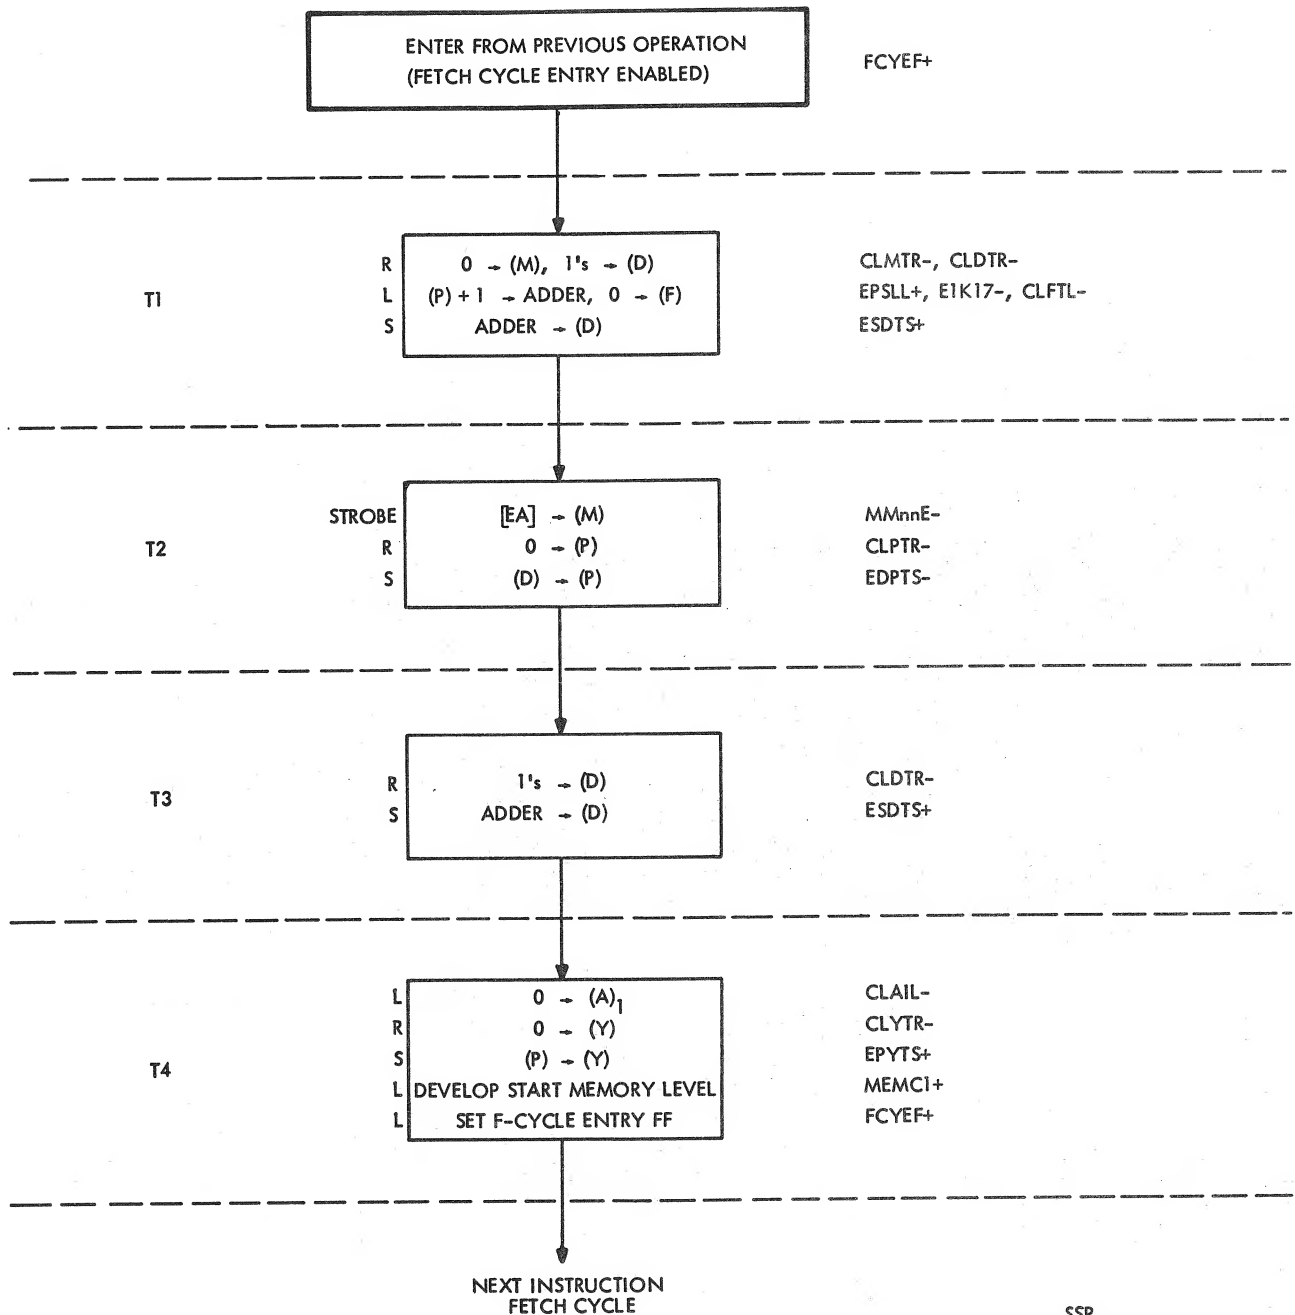 ENTER FROM PREVIOUS OPERATION
(FETCH CYCLE ENTRY ENABLED)
FCYEF+
T1
R 0 → (M), 1's → (D) CLMTR-, CLDTR-
L (P) + 1 → ADDER, 0 → (F) EPSLL+, E1K17-, CLFTL-
S ADDER → (D) ESDTS+
T2
STROBE [EA] → (M) MMnnE-
R 0 → (P) CLPTR-
S (D) → (P) EDPTS-
T3
R 1's → (D) CLDTR-
S ADDER → (D) ESDTS+
T4
L 0 → (A)1 CLAIL-
R 0 → (Y) CLYTR-
S (P) → (Y) EPYTS+
L DEVELOP START MEMORY LEVEL MEMC1+
L SET F-CYCLE ENTRY FF FCYEF+
NEXT INSTRUCTION
FETCH CYCLE